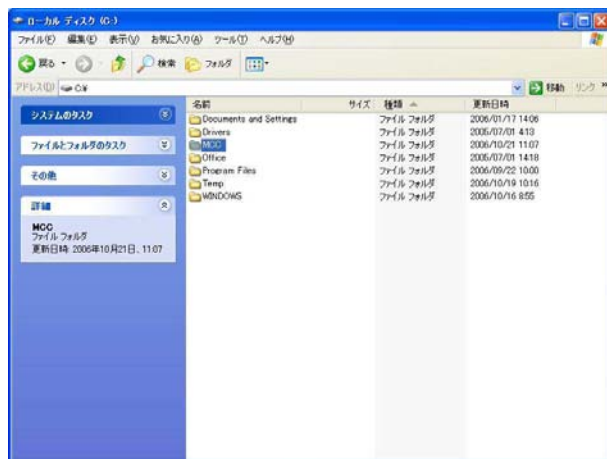 ローカル ディスク (C:)
ファイル(F) 編集(E) 表示(V) お気に入り(A) ツール(T) ヘルプ(H)
戻る 検索 フォルダ
アドレス(D) C:¥ 移動 リンク »
システムのタスク
ファイルとフォルダのタスク
その他
詳細
MCC
ファイル フォルダ
更新日時: 2006年10月21日、11:07
名前 サイズ 種類 更新日時
Documents and Settings ファイル フォルダ 2006/01/17 14:06
Drivers ファイル フォルダ 2005/07/01 4:13
MCC ファイル フォルダ 2006/10/21 11:07
Office ファイル フォルダ 2005/07/01 14:18
Program Files ファイル フォルダ 2006/09/22 10:00
Temp ファイル フォルダ 2006/10/19 10:16
WINDOWS ファイル フォルダ 2006/10/16 8:55